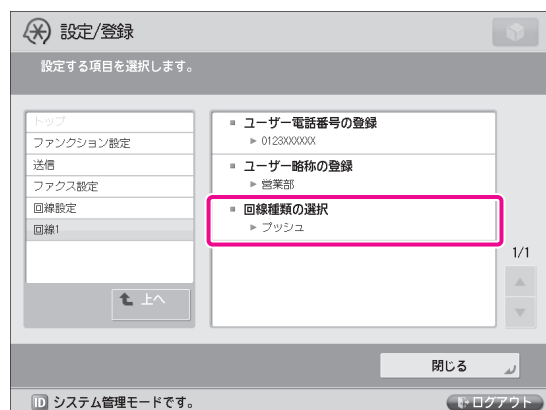 設定/登録
設定する項目を選択します。
トップ
ファンクション設定
送信
ファクス設定
回線設定
回線1
上へ
ユーザー電話番号の登録
0123XXXXXX
ユーザー略称の登録
営業部
回線種類の選択
プッシュ
1/1
閉じる
ID システム管理モードです。
ログアウト